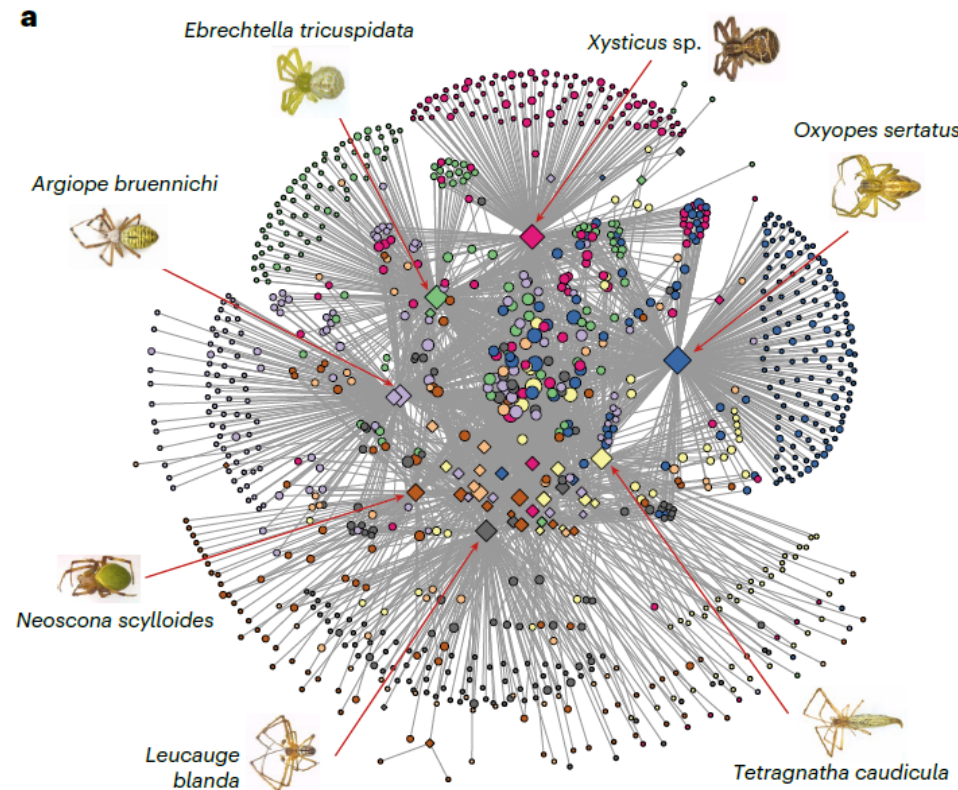 a
Ebrechtella tricuspidata
Xysticus sp.
Oxyopes sertatus
Argiope bruennichi
Neoscona scylloides
Leucauge
blanda
Tetragnatha caudicula